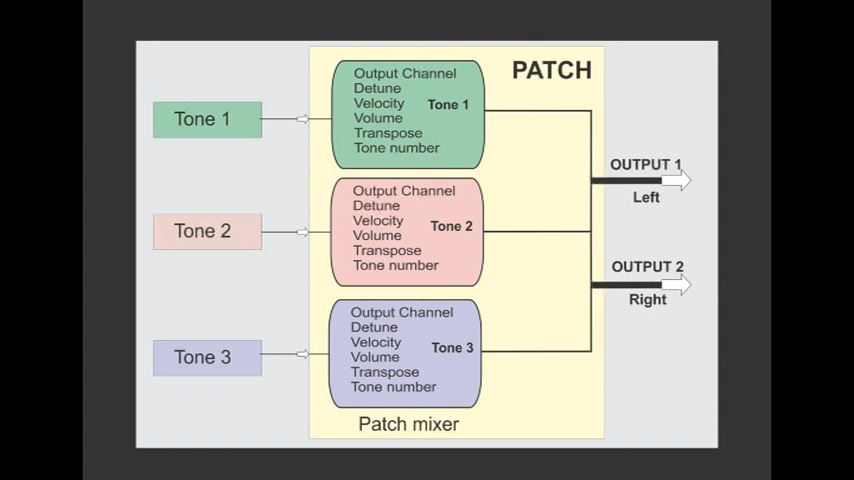 PATCH
Tone 1
Output Channel
Detune
Velocity
Volume
Transpose
Tone number
Tone 1
OUTPUT 1
Left
Tone 2
Output Channel
Detune
Velocity
Volume
Transpose
Tone number
Tone 2
OUTPUT 2
Right
Tone 3
Output Channel
Detune
Velocity
Volume
Transpose
Tone number
Tone 3
Patch mixer